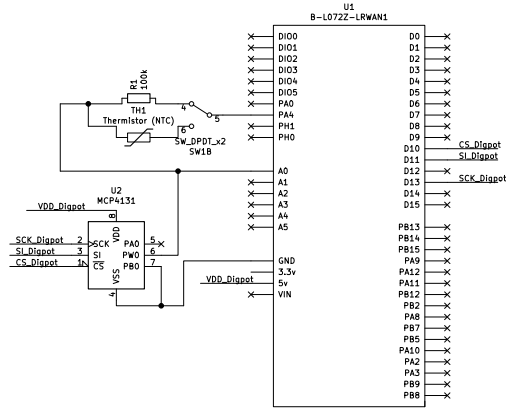 U1
B-L072Z-LRWAN1
DIO0
DIO1
DIO2
DIO3
DIO4
DIO5
PA0
PA4
PH1
PH0
A0
A1
A2
A3
A4
A5
GND
3.3v
5v
VIN
D0
D1
D2
D3
D4
D5
D6
D7
D8
D9
D10
D11
D12
D13
D14
D15
PB13
PB14
PB15
PA9
PA12
PA11
PB12
PB2
PA8
PB7
PB5
PA10
PA2
PA3
PB9
PB8
CS_Digpot
SI_Digpot
SCK_Digpot
R1
100k
TH1
Thermistor (NTC)
4
5
6
SW_DPDT_x2
SW1B
U2
MCP4131
VDD_Digpot
8
VDD
SCK_Digpot 2 SCK PA0 5
SI_Digpot 3 SI PW0 6
CS_Digpot 1 CS PB0 7
VSS
4
VDD_Digpot